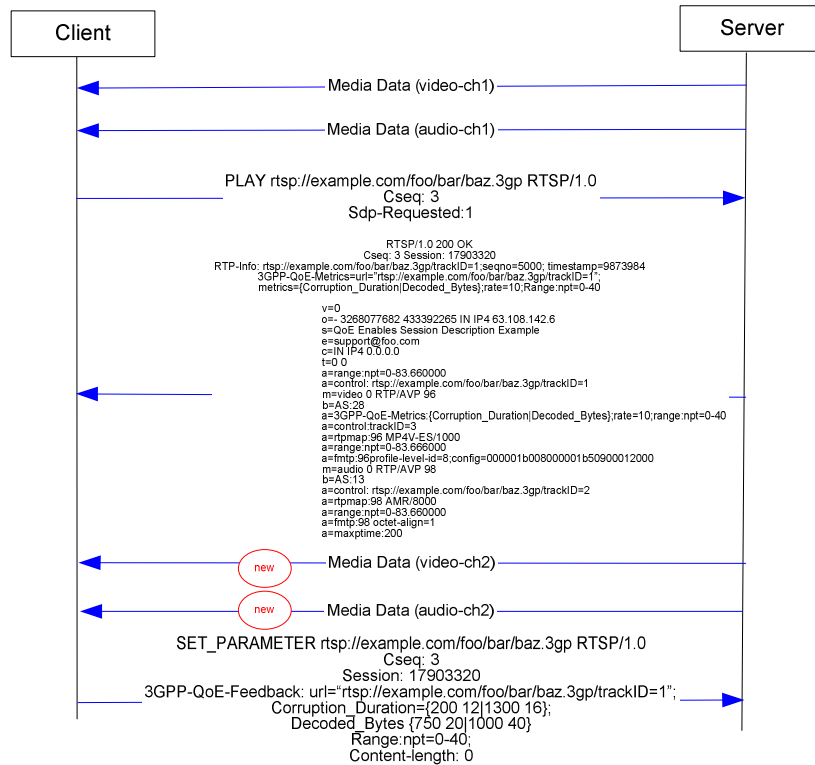 Client
Server
Media Data (video-ch1)
Media Data (audio-ch1)
PLAY rtsp://example.com/foo/bar/baz.3gp RTSP/1.0
Cseq: 3
Sdp-Requested:1
RTSP/1.0 200 OK
Cseq: 3 Session: 17903320
RTP-Info: rtsp://example.com/foo/bar/baz.3gp/trackID=1;seqno=5000; timestamp=9873984
3GPP-QoE-Metrics=url="rtsp://example.com/foo/bar/baz.3gp/trackID=1";
metrics={Corruption_Duration|Decoded_Bytes};rate=10;Range:npt=0-40
v=0
o=- 3268077682 433392265 IN IP4 63.108.142.6
s=QoE Enables Session Description Example
e=support@foo.com
c=IN IP4 0.0.0.0
t=0 0
a=range:npt=0-83.660000
a=control: rtsp://example.com/foo/bar/baz.3gp/trackID=1
m=video 0 RTP/AVP 96
b=AS:28
a=3GPP-QoE-Metrics:{Corruption_Duration|Decoded_Bytes};rate=10;range:npt=0-40
a=control:trackID=3
a=rtpmap:96 MP4V-ES/1000
a=range:npt=0-83.666000
a=fmtp:96profile-level-id=8;config=000001b008000001b50900012000
m=audio 0 RTP/AVP 98
b=AS:13
a=control: rtsp://example.com/foo/bar/baz.3gp/trackID=2
a=rtpmap:98 AMR/8000
a=range:npt=0-83.660000
a=fmtp:98 octet-align=1
a=maxptime:200
new
Media Data (video-ch2)
new
Media Data (audio-ch2)
SET_PARAMETER rtsp://example.com/foo/bar/baz.3gp RTSP/1.0
Cseq: 3
Session: 17903320
3GPP-QoE-Feedback: url=“rtsp://example.com/foo/bar/baz.3gp/trackID=1”;
Corruption_Duration={200 12|1300 16};
Decoded_Bytes {750 20|1000 40}
Range:npt=0-40;
Content-length: 0